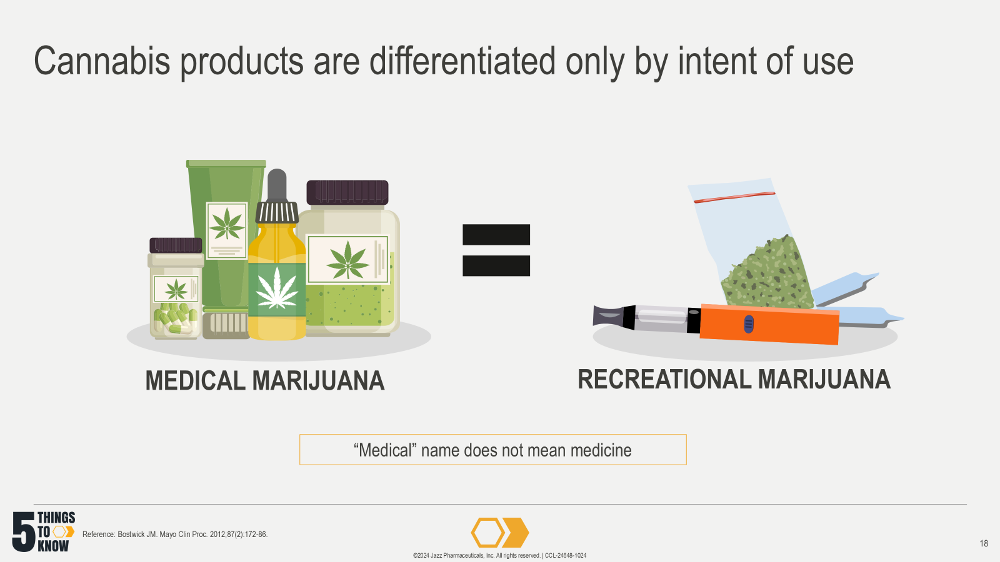 Cannabis products are differentiated only by intent of use
MEDICAL MARIJUANA
RECREATIONAL MARIJUANA
“Medical” name does not mean medicine
5 THINGS
TO
KNOW
Reference: Bostwick JM. Mayo Clin Proc. 2012;87(2):172-86.
©2024 Jazz Pharmaceuticals, Inc. All rights reserved. | CCL-24648-1024
18